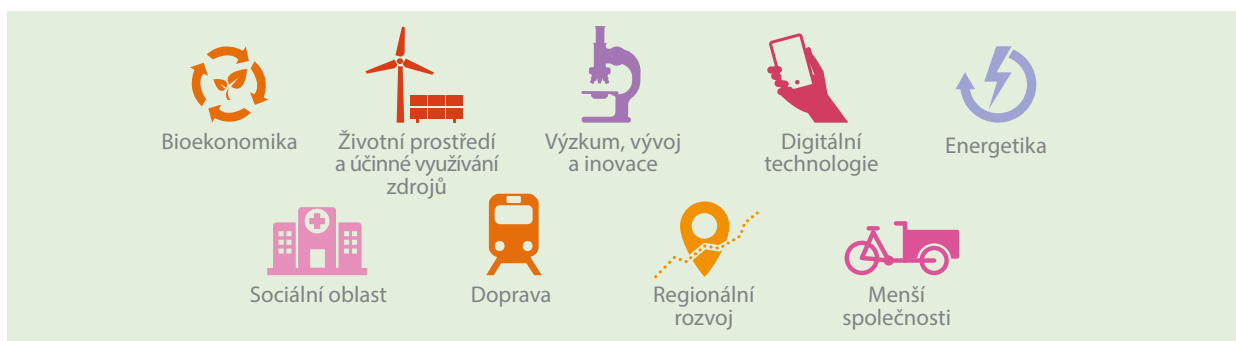 Bioekonomika
Životní prostředí
a účinné využívání
zdrojů
Výzkum, vývoj
a inovace
Digitální
technologie
Energetika
Sociální oblast
Doprava
Regionální
rozvoj
Menší
společnosti